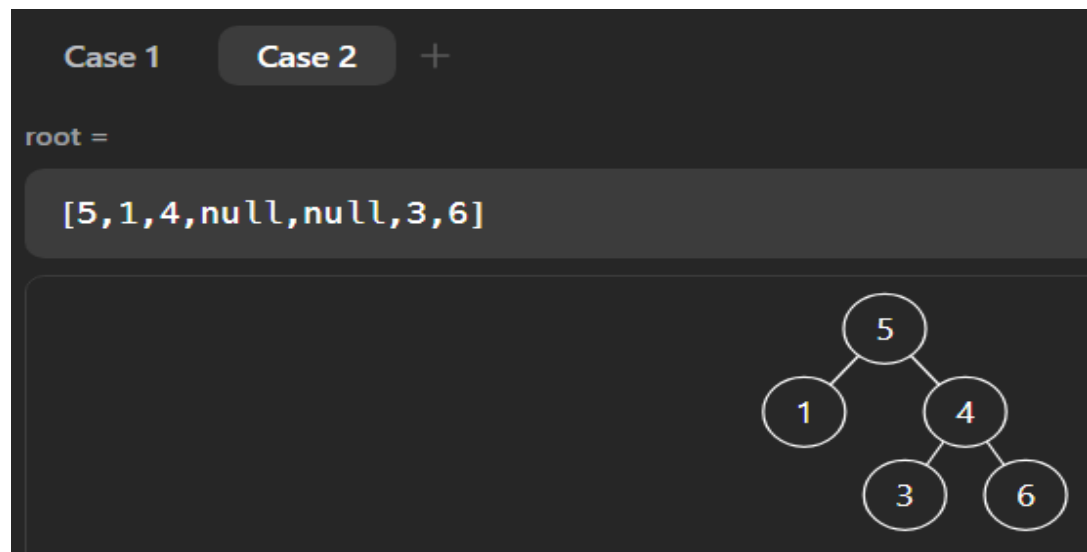 Case 1 Case 2 +
root =
[5,1,4,null,null,3,6]
5
1 4
3 6